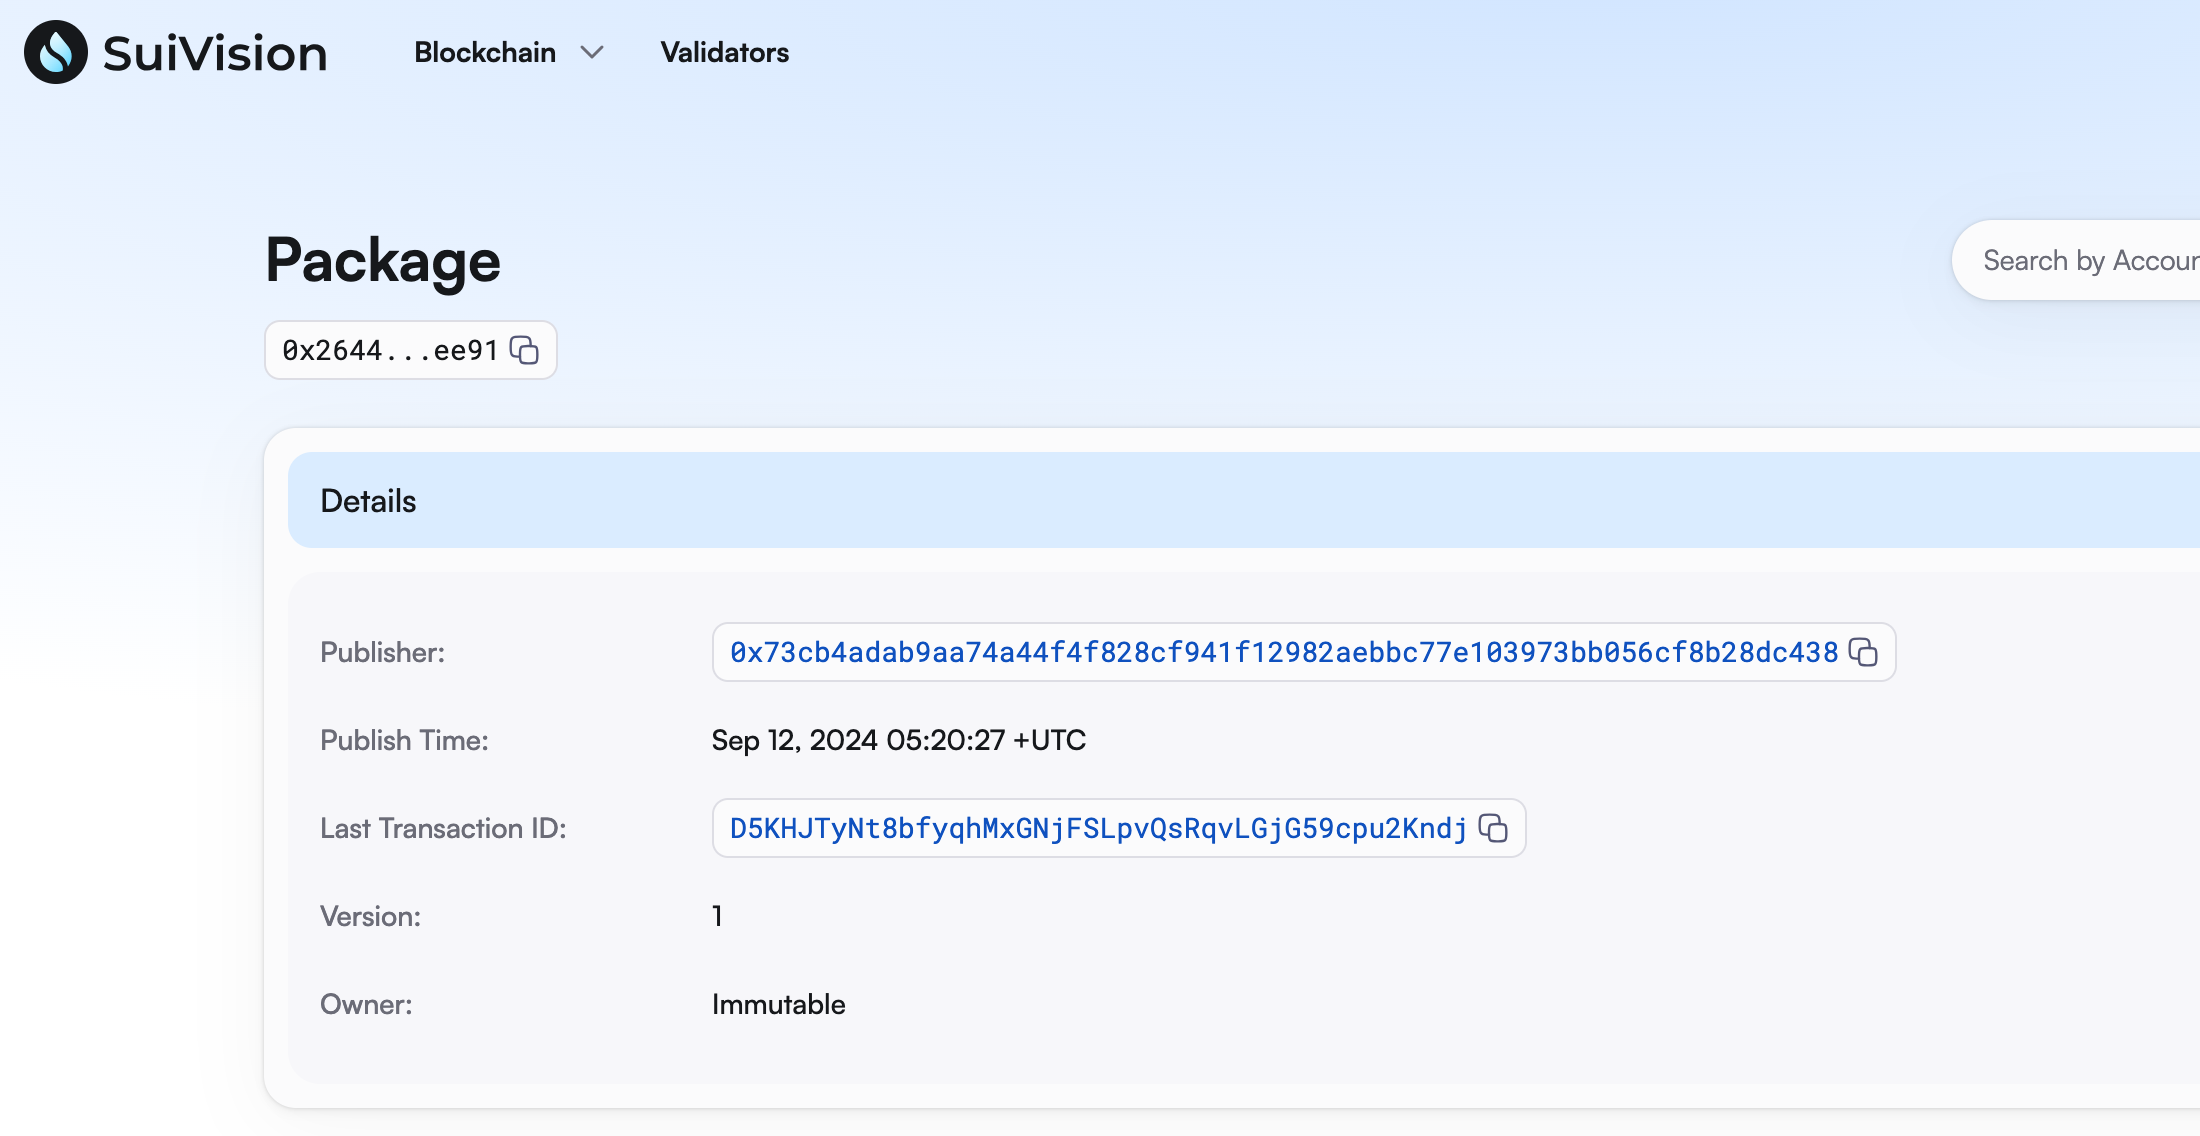 SuiVision Blockchain Validators
Package
Search by Accour
0x2644...ee91
Details
Publisher: 0x73cb4adab9aa74a44f4f828cf941f12982aebbc77e103973bb056cf8b28dc438
Publish Time: Sep 12, 2024 05:20:27 +UTC
Last Transaction ID: D5KHJTyNt8bfyqhMxGNjFSLpvQsRqvLGjG59cpu2Kndj
Version: 1
Owner: Immutable